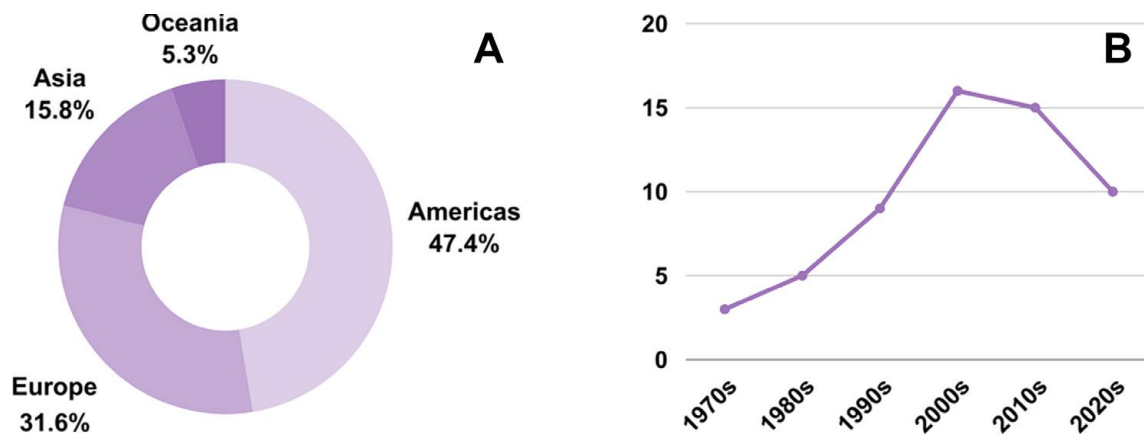 Oceania
5.3%
A
Asia
15.8%
Americas
47.4%
Europe
31.6%
B
20
15
10
5
0
1970s
1980s
1990s
2000s
2010s
2020s